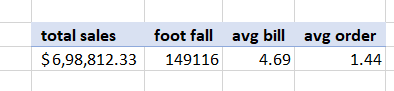 total sales foot fall avg bill avg order
$6,98,812.33 149116 4.69 1.44